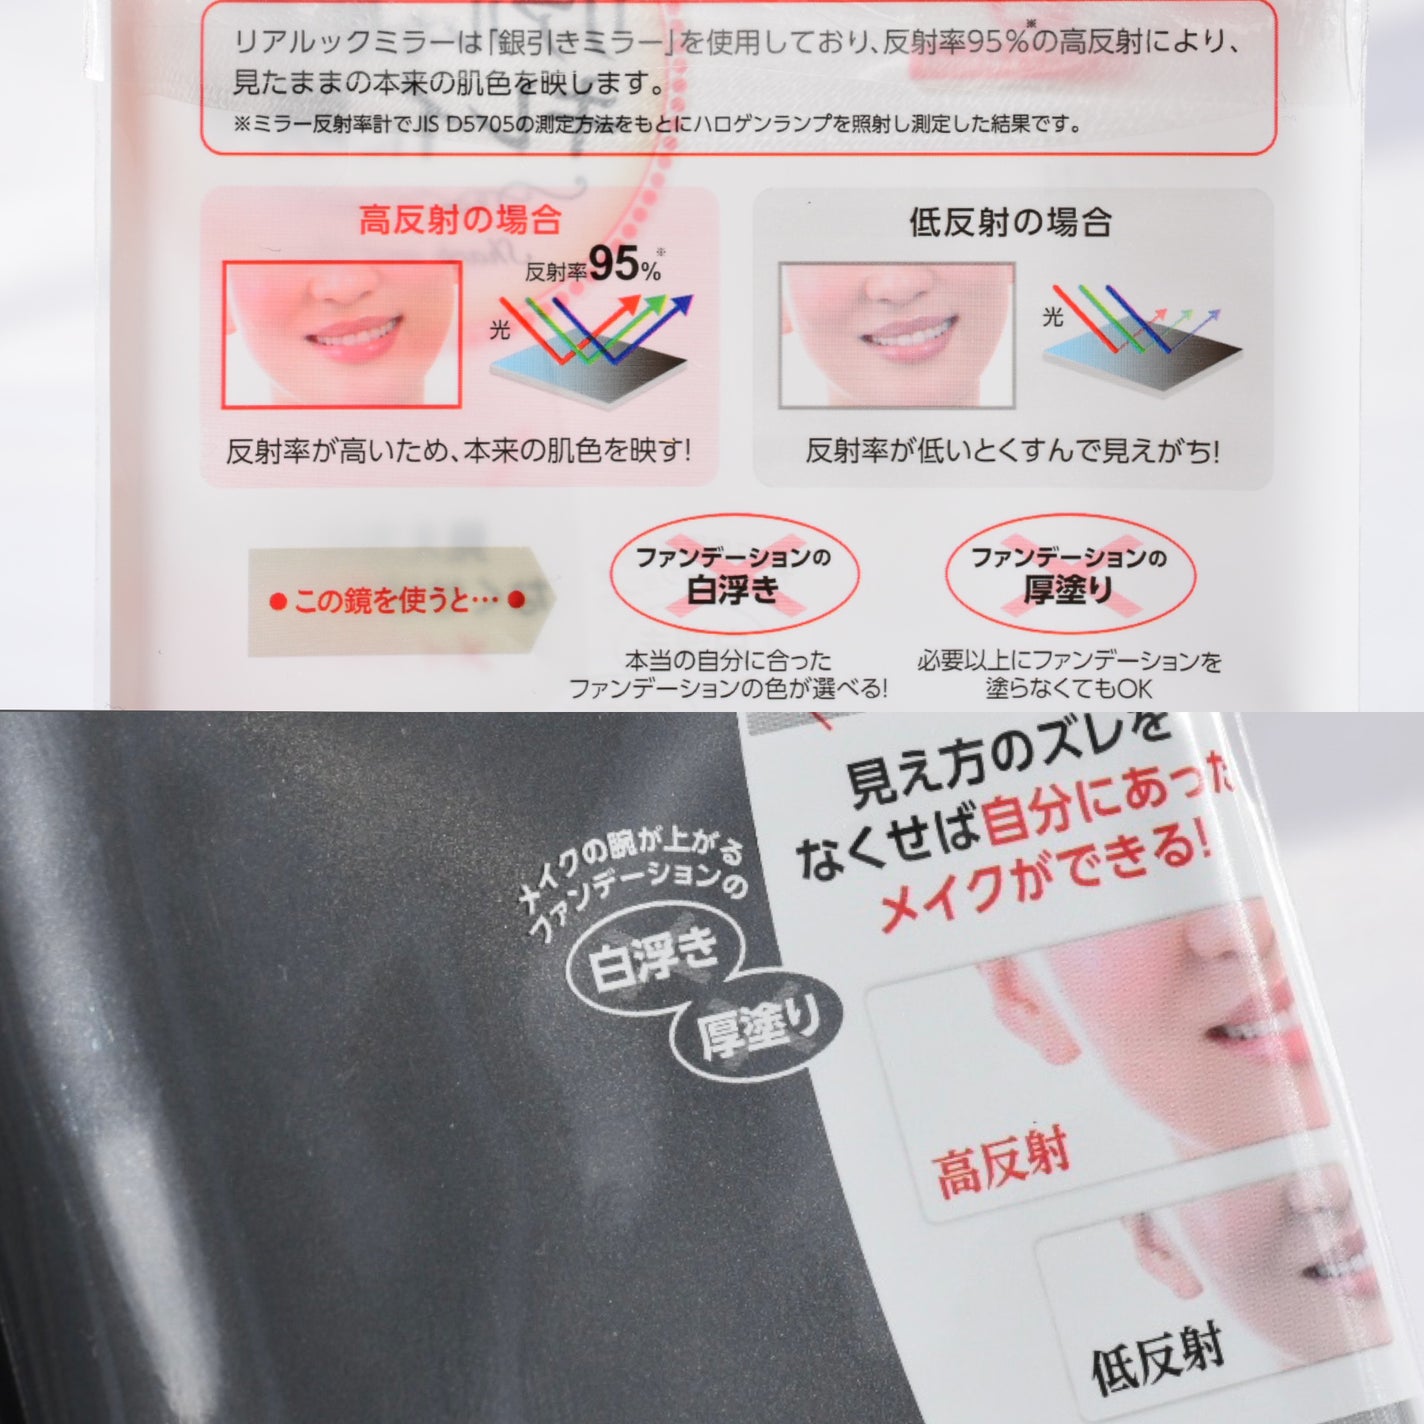 リアルックミラーは「銀引きミラー」を使用しており、反射率95%※の高反射により、
見たままの本来の肌色を映します。
※ミラー反射率計でJIS D5705の測定方法をもとにハロゲンランプを照射し測定した結果です。
高反射の場合
反射率95%※
光
反射率が高いため、本来の肌色を映す!
低反射の場合
光
反射率が低いとくすんで見えがち!
●この鏡を使うと…●
ファンデーションの
白浮き
本当の自分に合った
ファンデーションの色が選べる!
ファンデーションの
厚塗り
必要以上にファンデーションを
塗らなくてもOK
メイクの腕が上がる
ファンデーションの
白浮き
厚塗り
見え方のズレを
なくせば自分にあった
メイクができる!
高反射
低反射